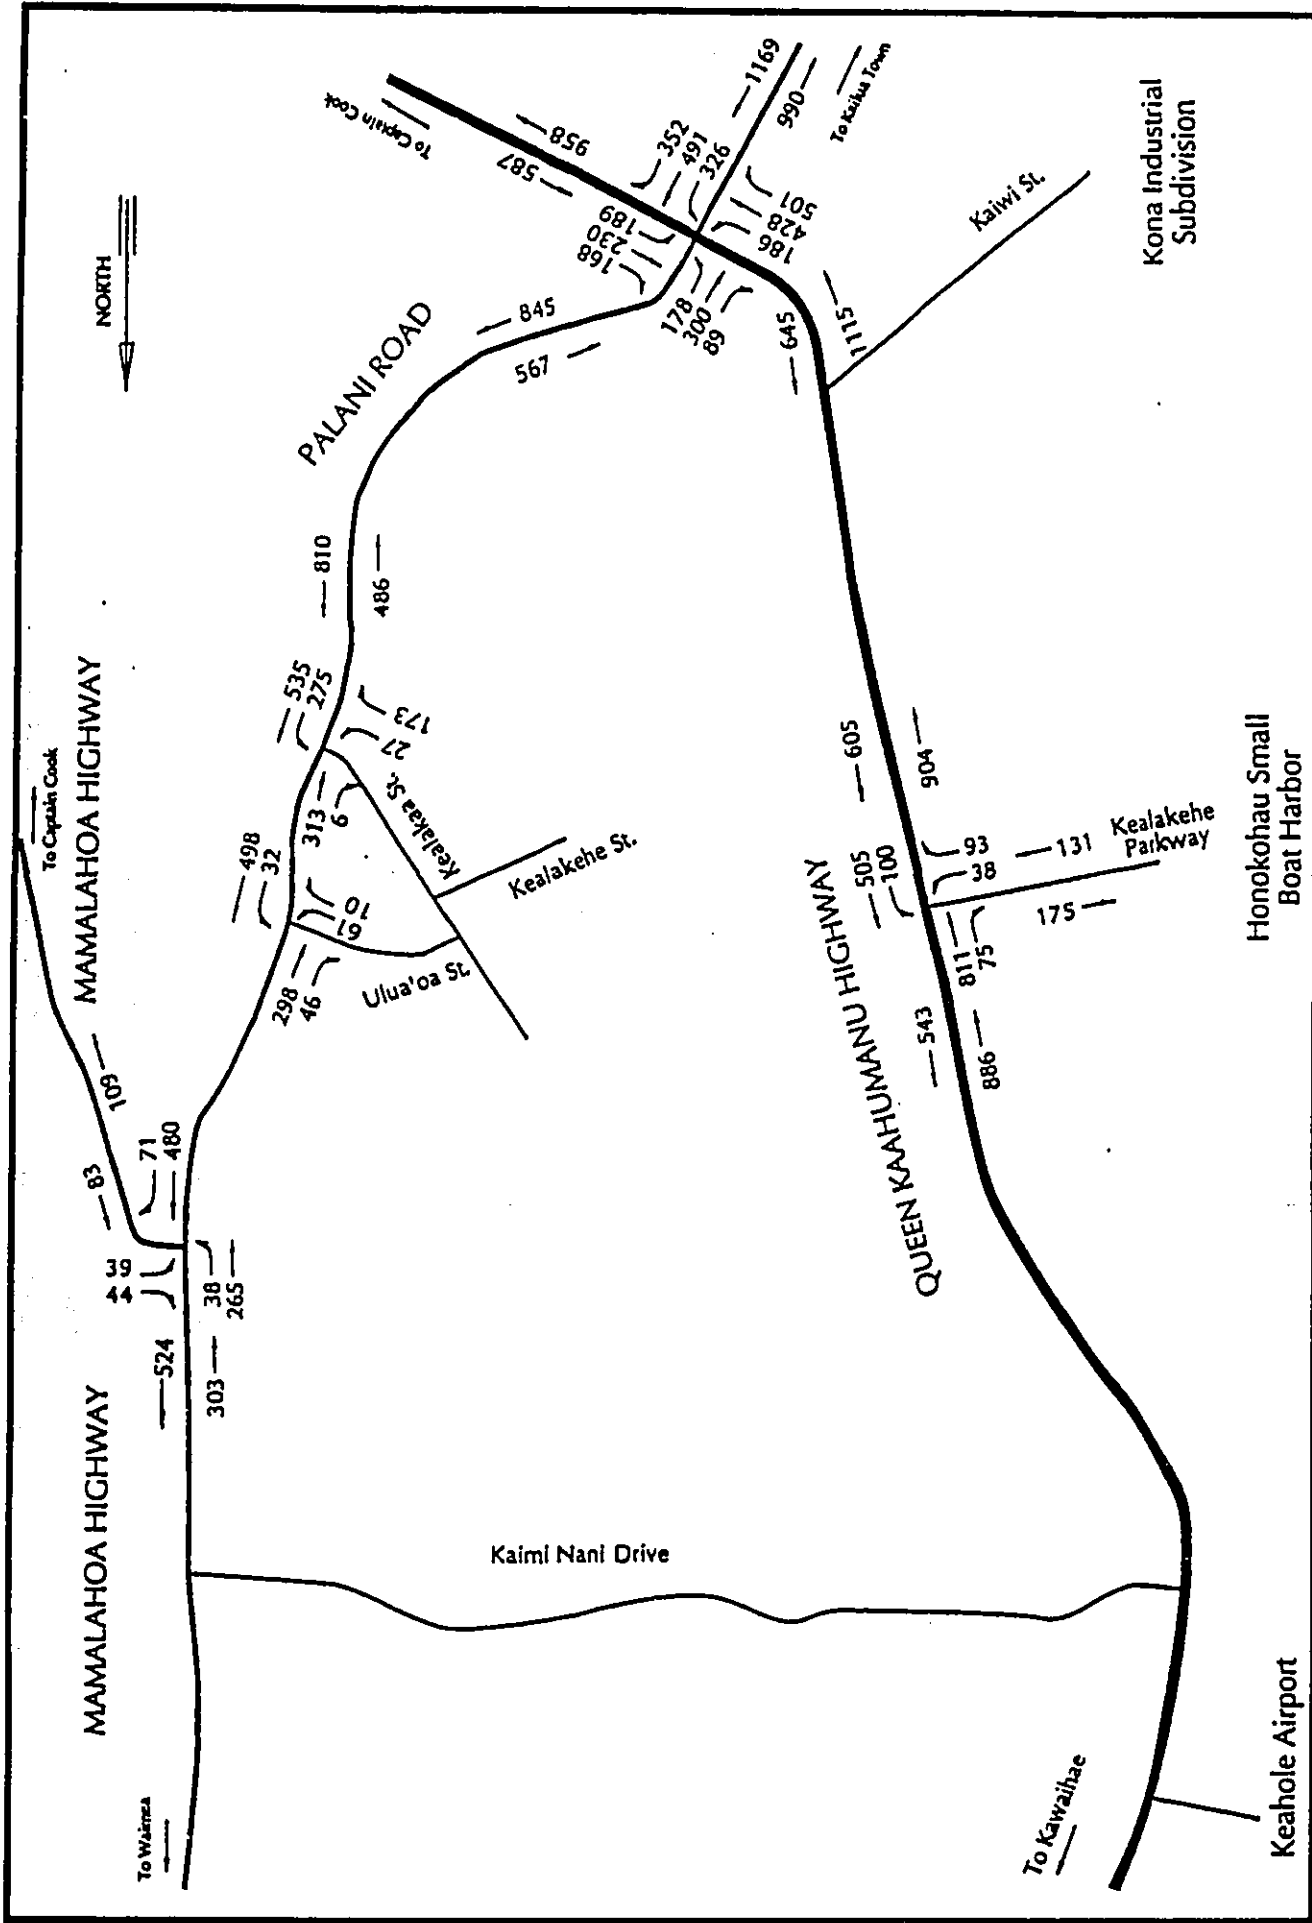 MAMALAHOA HIGHWAY
MAMALAHOA HIGHWAY
To Waimea
To Captain Cook
NORTH
PALANI ROAD
To Captain Cook
To Kailua Town
587
958
1169
990
352
491
326
189
230
168
501
428
186
178
300
89
845
567
645
1115
Kaiwi St.
Kona Industrial
Subdivision
810
486
535
275
173
27
313
6
Kealakaa St.
Kealakehe St.
498
32
10
61
298
46
Ulua'oa St.
109
83
71
480
39
44
38
265
524
303
605
904
505
100
93
38
131
Kealakehe
Parkway
175
811
75
543
886
QUEEN KAAHUMANU HIGHWAY
Honokohau Small
Boat Harbor
Kaimi Nani Drive
To Kawaihae
Keahole Airport